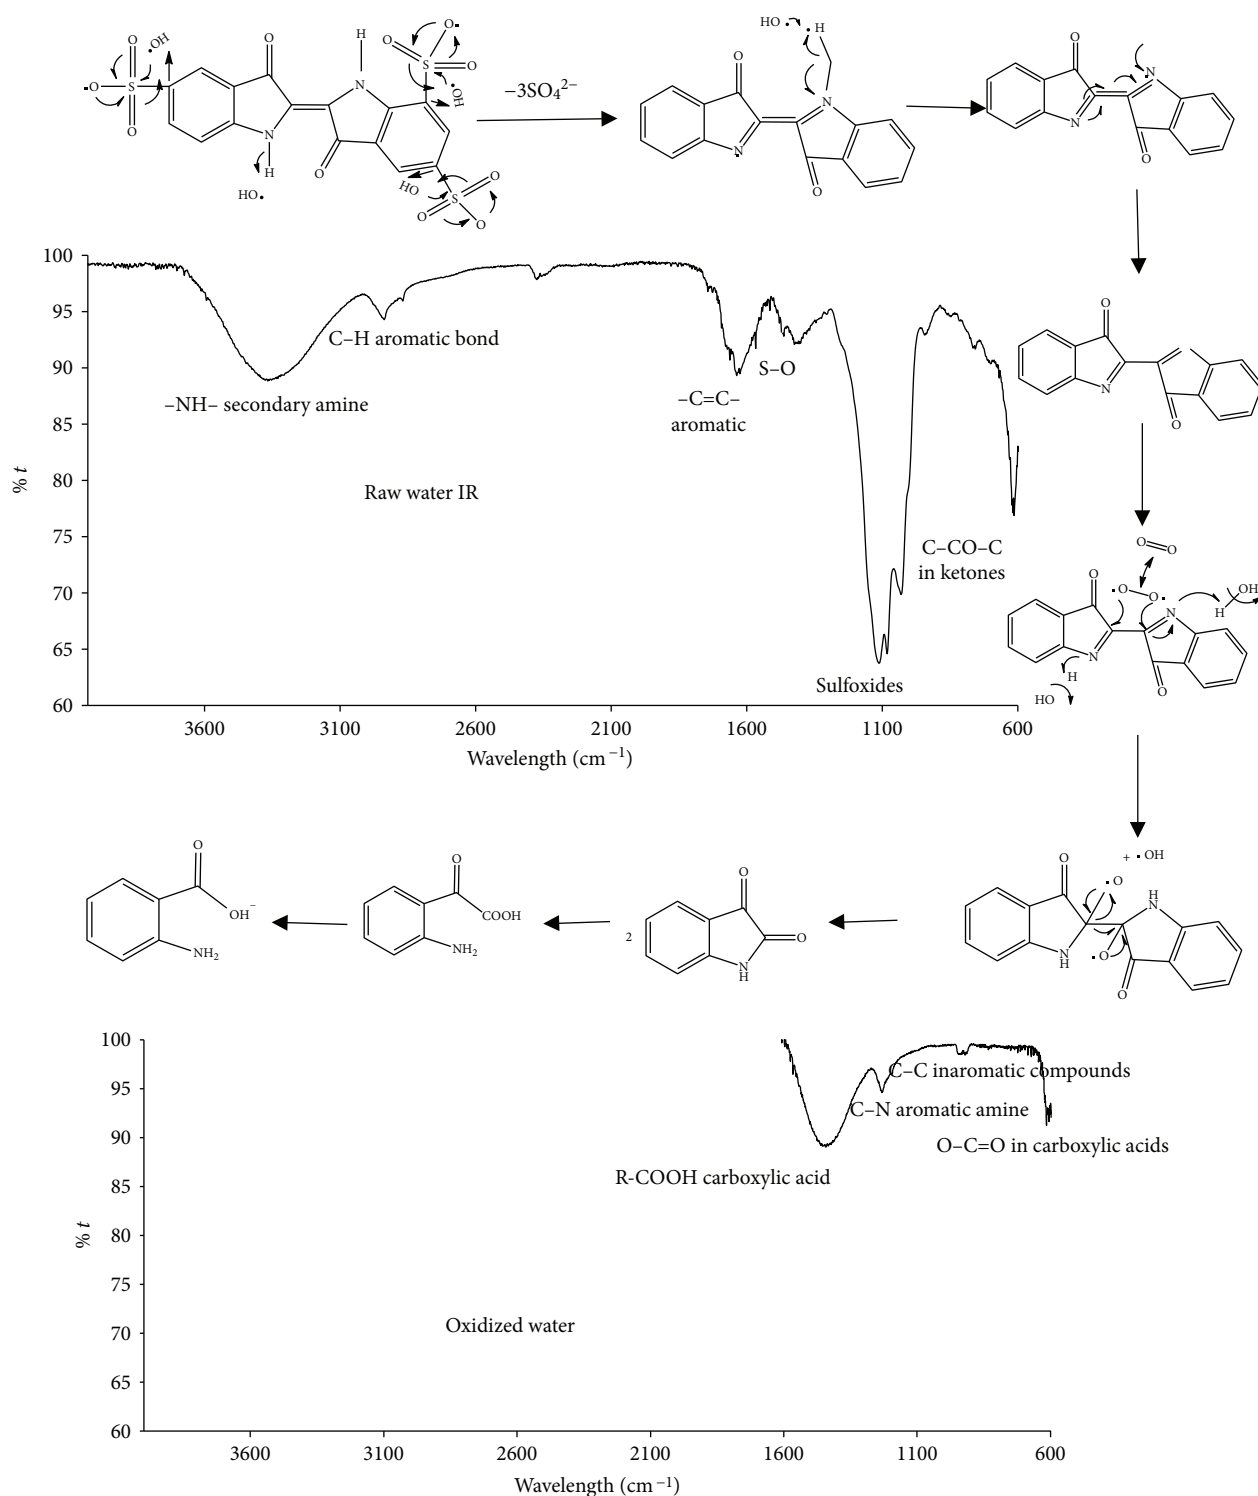 O
•OH
•O
S
O
O
H
N
N
H
HO•
O
O
O•
S
O
•OH
HO
O
S
O
O
−3SO₄²⁻
HO•
•H
O
N
N•
O
O
N•
N
O
O
N
O
100
95
90
85
80
75
70
65
60
% t
C–H aromatic bond
–NH– secondary amine
–C=C–
aromatic
S–O
Raw water IR
C–CO–C
in ketones
Sulfoxides
3600
3100
2600
2100
1600
1100
600
Wavelength (cm⁻¹)
O
O
O
•O
O•
N
H
OH
N
H
HO
O
+ •OH
O
•O
H
N
N
H
•O
O
2
O
O
N
H
O
COOH
NH₂
O
OH⁻
NH₂
100
95
90
85
80
75
70
65
60
% t
C–C inaromatic compounds
C–N aromatic amine
O–C=O in carboxylic acids
R-COOH carboxylic acid
Oxidized water
3600
3100
2600
2100
1600
1100
600
Wavelength (cm⁻¹)